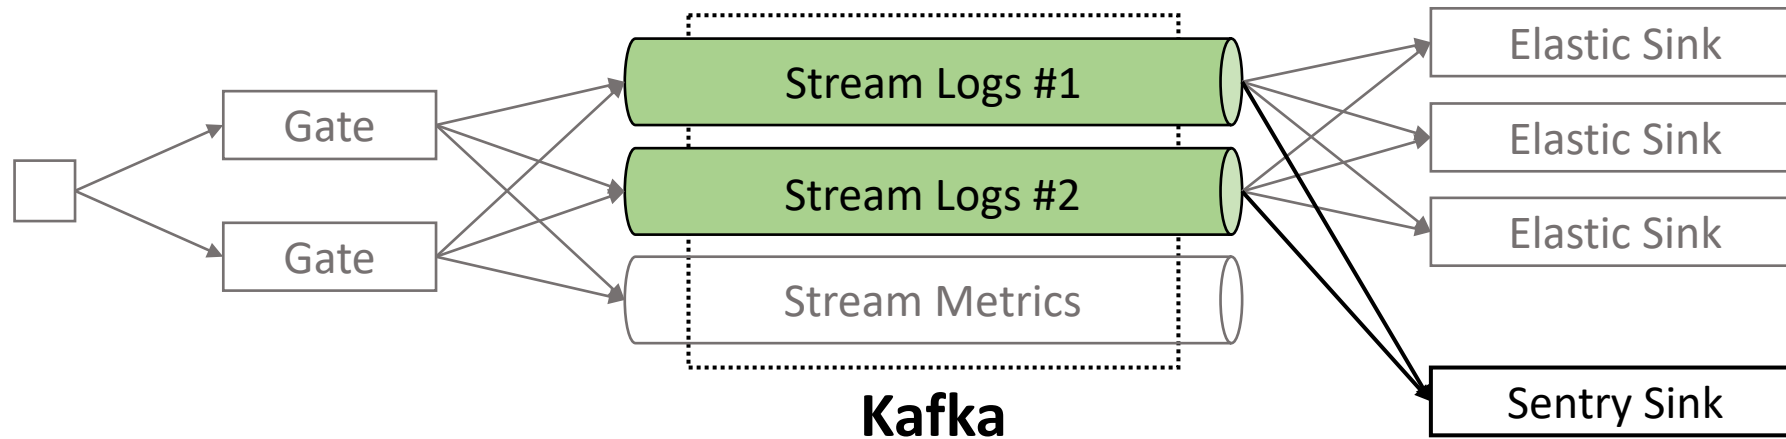 Gate
Gate
Stream Logs #1
Stream Logs #2
Stream Metrics
Kafka
Elastic Sink
Elastic Sink
Elastic Sink
Sentry Sink